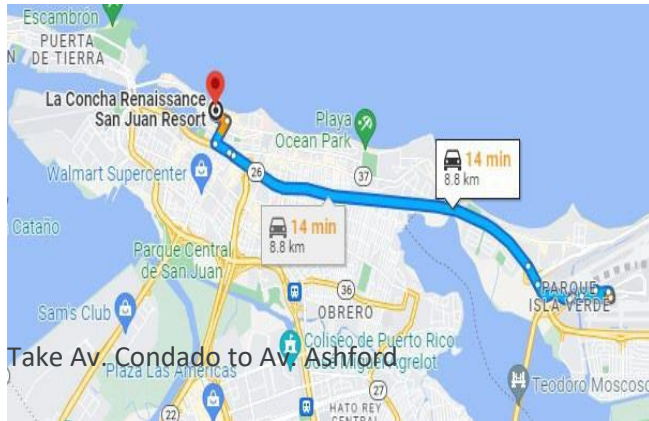 Escambrón
PUERTA
DE TIERRA
La Concha Renaissance
San Juan Resort
Playa
Ocean Park
14 min
8.8 km
37
26
Walmart Supercenter
14 min
8.8 km
Cataño
Parque Central
de San Juan
PARQUE
ISLA VERDE
36
Sam's Club
OBRERO
Coliseo de Puerto Rico
José Miguel Agrelot
Take Av. Condado to Av. Ashford
Plaza Las Américas
Teodoro Moscoso
27
22
HATO REY
CENTRAL